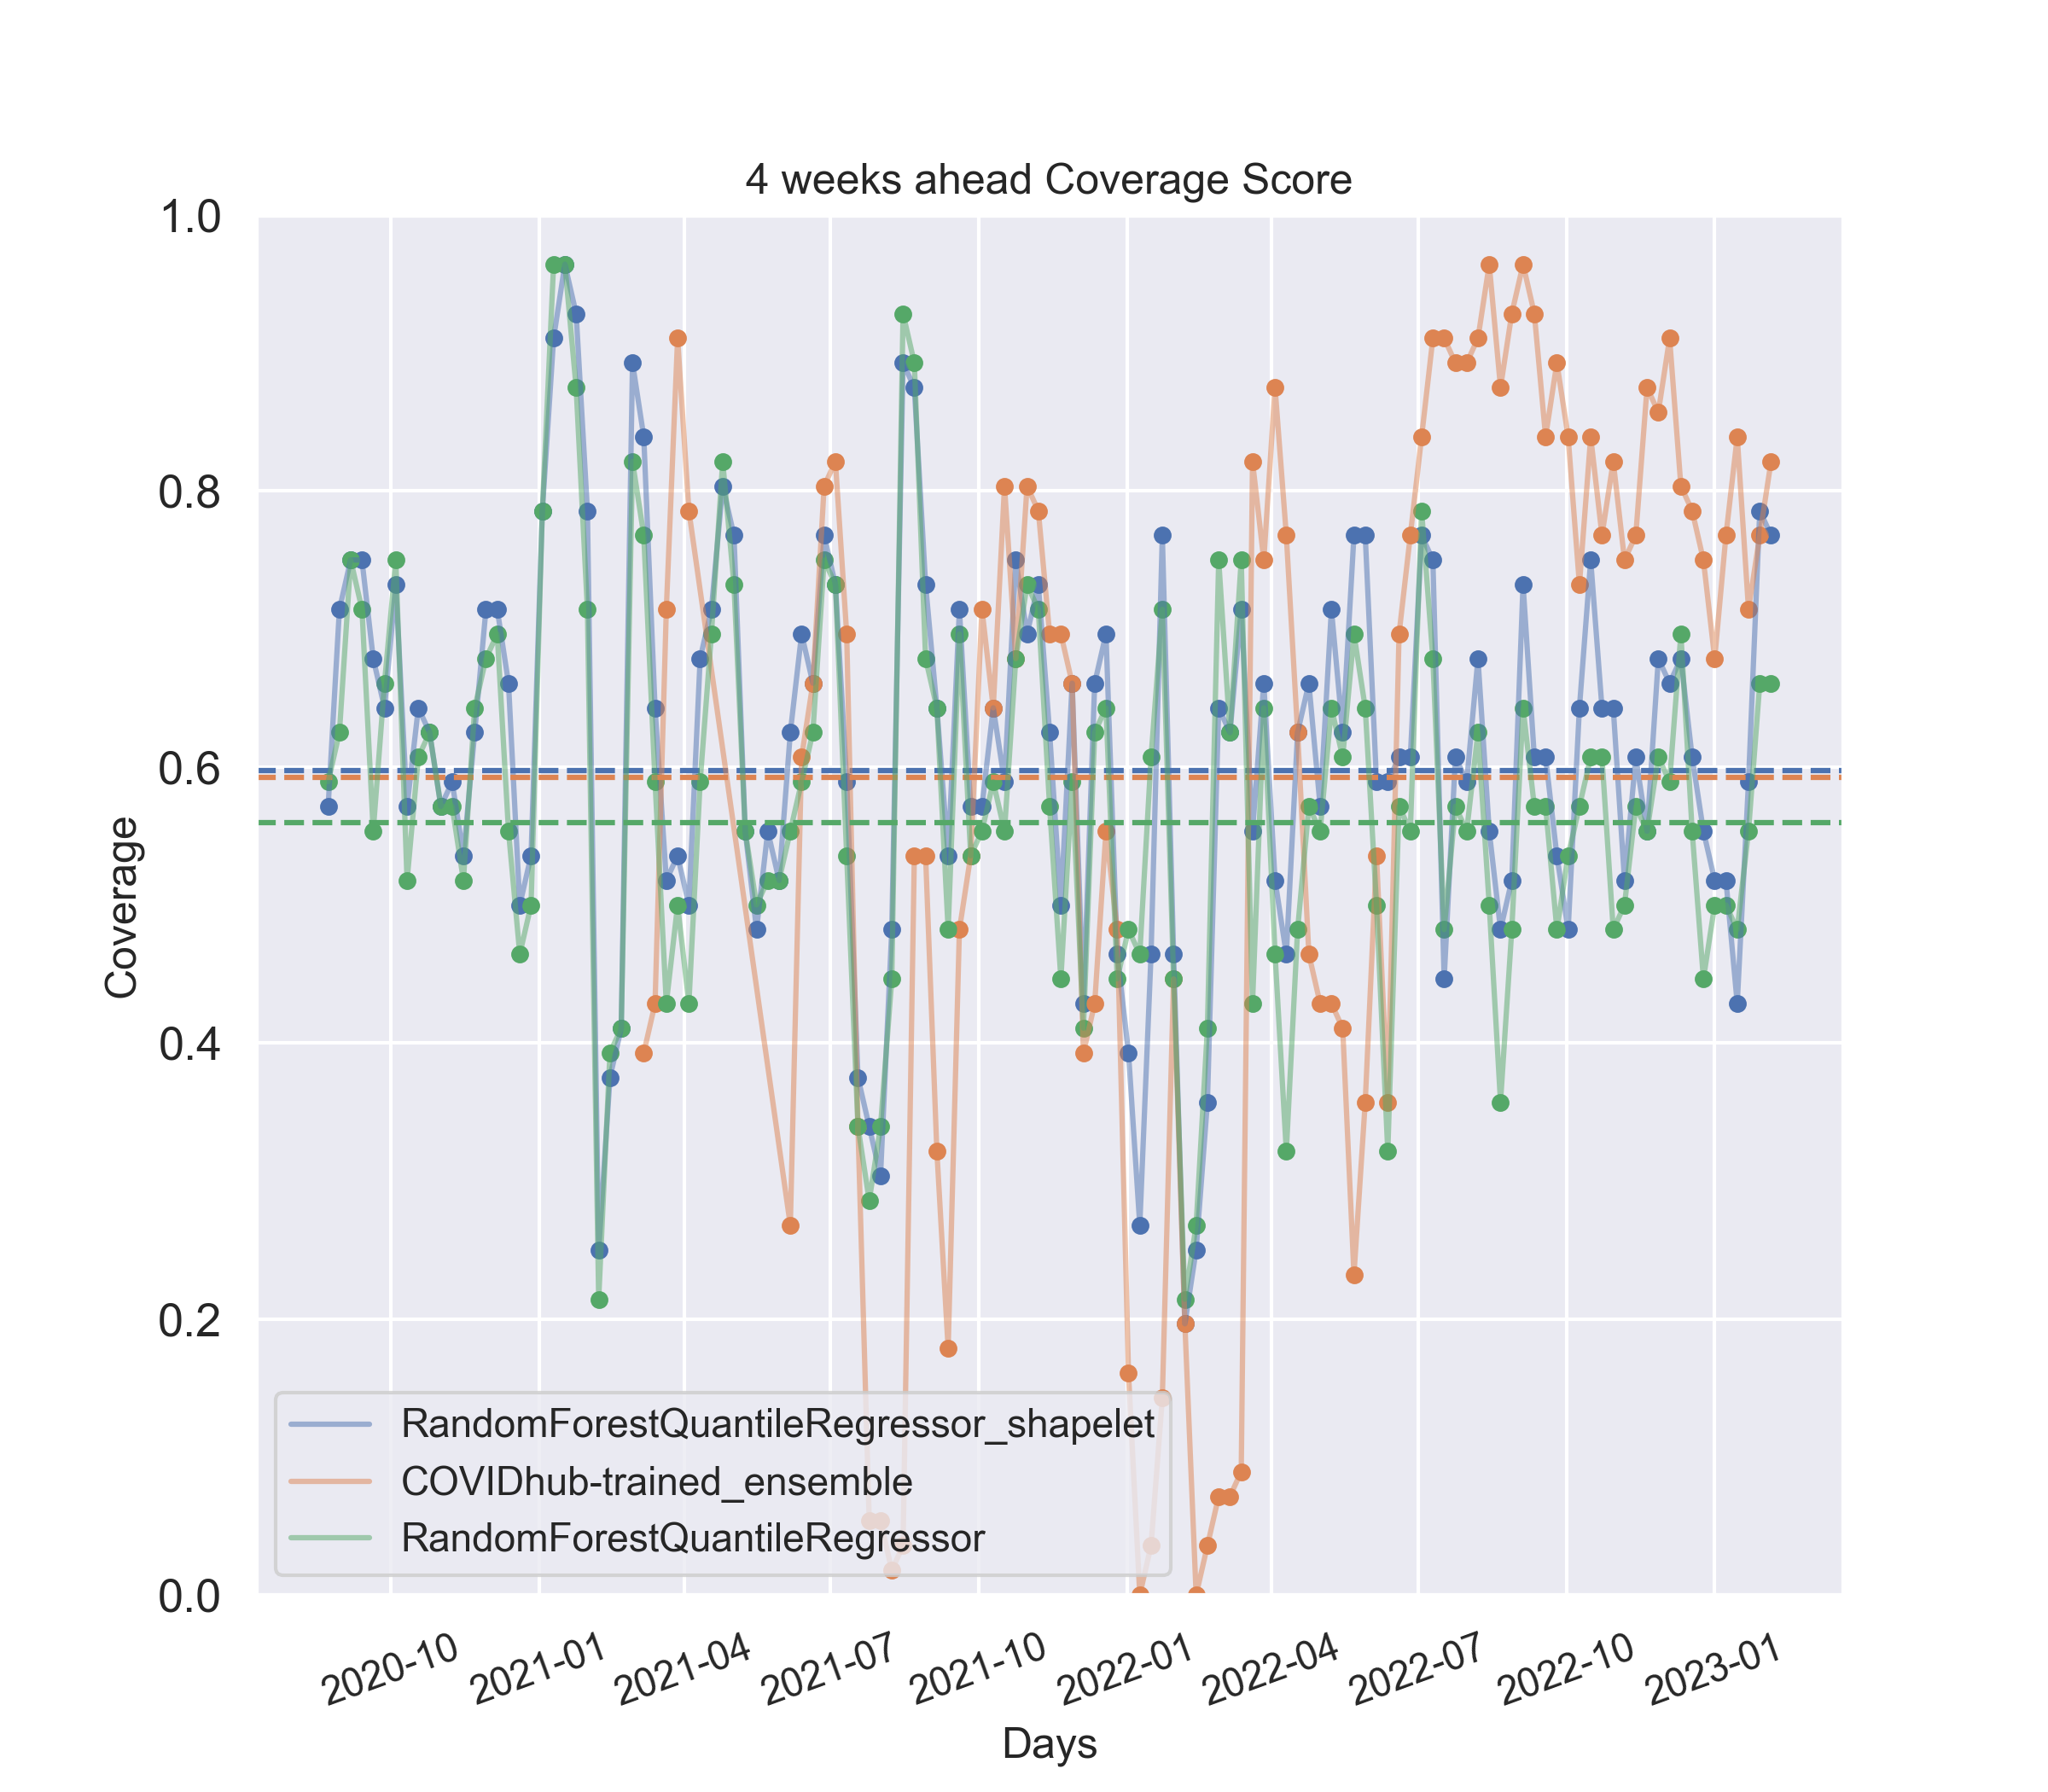 4 weeks ahead Coverage Score
1.0
0.8
0.6
0.4
0.2
0.0
Coverage
RandomForestQuantileRegressor_shapelet
COVIDhub-trained_ensemble
RandomForestQuantileRegressor
2020-10
2021-01
2021-04
2021-07
2021-10
2022-01
2022-04
2022-07
2022-10
2023-01
Days